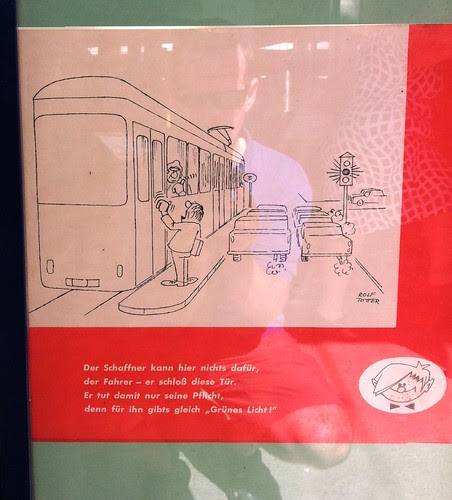 ROLF
TOTTER
Der Schaffner kann hier nichts dafür,
der Fahrer – er schloß diese Tür.
Er tut damit nur seine Pflicht,
denn für ihn gibts gleich „Grünes Licht!"